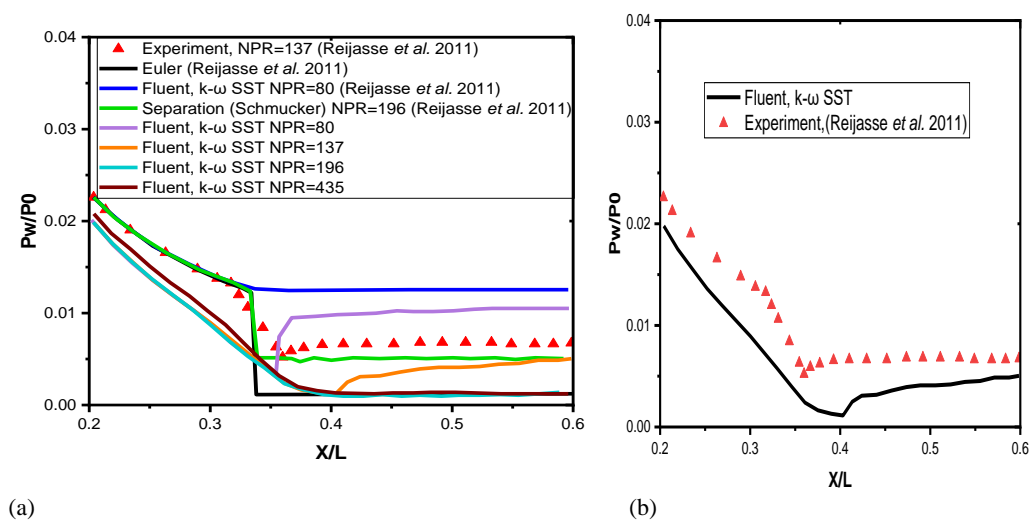 0.04
0.03
0.02
0.01
0.00
0.2
0.3
0.4
0.5
0.6
Pw/P0
X/L
Experiment, NPR=137 (Reijasse et al. 2011)
Euler (Reijasse et al. 2011)
Fluent, k-ω SST NPR=80 (Reijasse et al. 2011)
Separation (Schmucker) NPR=196 (Reijasse et al. 2011)
Fluent, k-ω SST NPR=80
Fluent, k-ω SST NPR=137
Fluent, k-ω SST NPR=196
Fluent, k-ω SST NPR=435
(a)
0.04
0.03
0.02
0.01
0.00
0.2
0.3
0.4
0.5
0.6
Pw/P0
X/L
Fluent, k-ω SST
Experiment,(Reijasse et al. 2011)
(b)